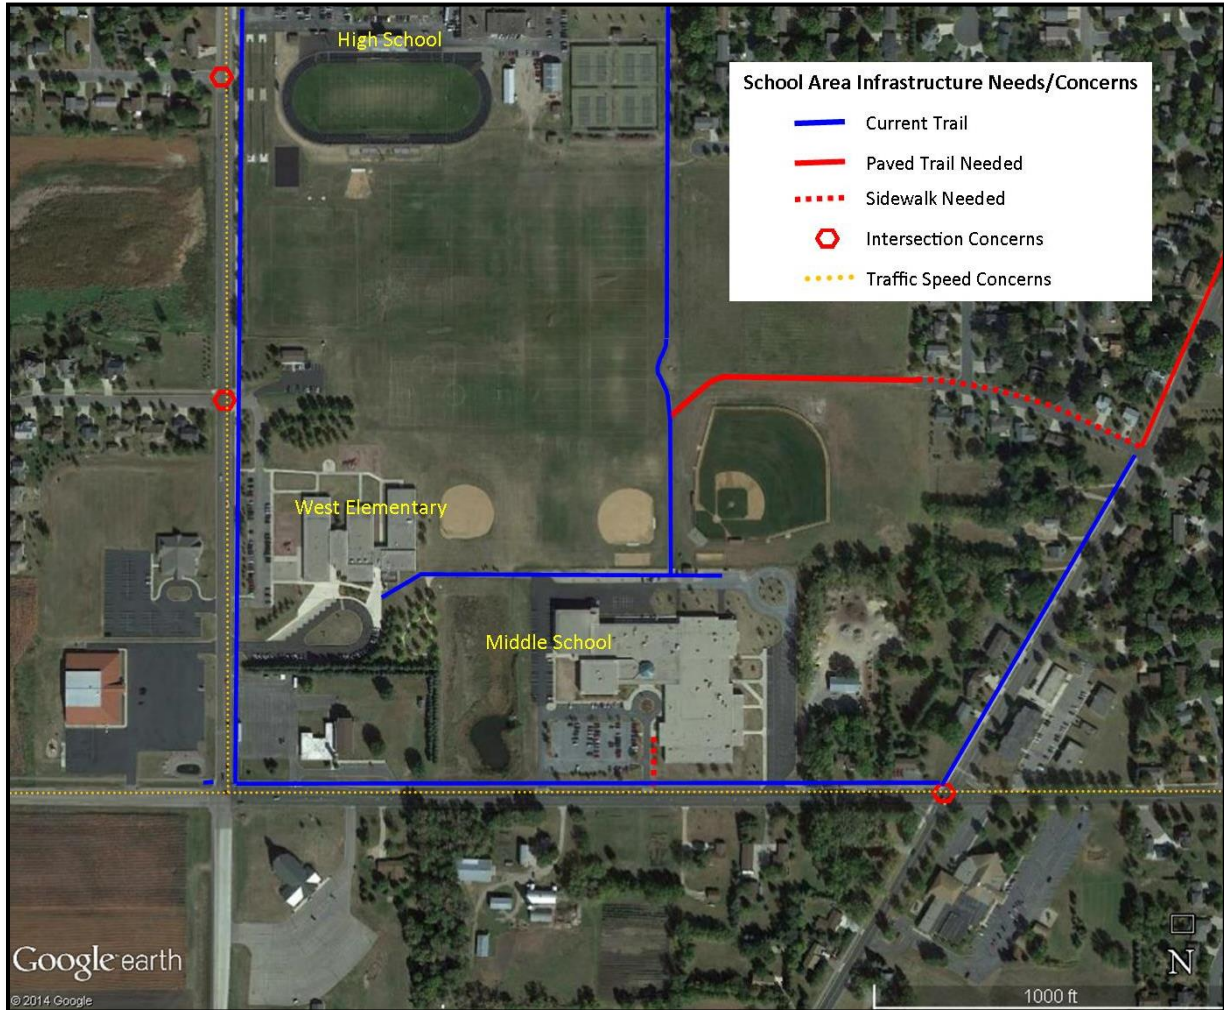 High School
School Area Infrastructure Needs/Concerns
Current Trail
Paved Trail Needed
Sidewalk Needed
Intersection Concerns
Traffic Speed Concerns
West Elementary
Middle School
Google earth
© 2014 Google
N
1000 ft